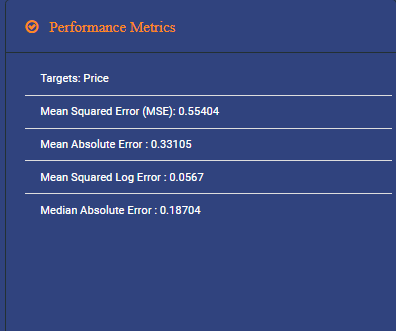 Performance Metrics
Targets: Price
Mean Squared Error (MSE): 0.55404
Mean Absolute Error : 0.33105
Mean Squared Log Error : 0.0567
Median Absolute Error : 0.18704